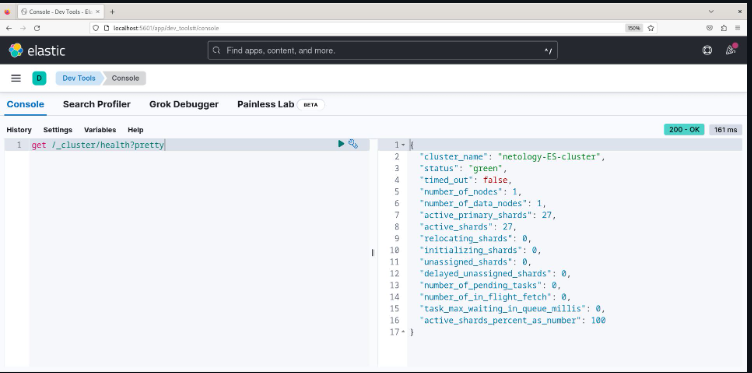 Console - Dev Tools - Ela
localhost:5601/app/dev_tools#/console
150%
elastic
Find apps, content, and more.
^/
D
Dev Tools
Console
Console
Search Profiler
Grok Debugger
Painless Lab
BETA
History
Settings
Variables
Help
200 - OK
161 ms
1 get /_cluster/health?pretty
1 {
2 "cluster_name": "netology-ES-cluster",
3 "status": "green",
4 "timed_out": false,
5 "number_of_nodes": 1,
6 "number_of_data_nodes": 1,
7 "active_primary_shards": 27,
8 "active_shards": 27,
9 "relocating_shards": 0,
10 "initializing_shards": 0,
11 "unassigned_shards": 0,
12 "delayed_unassigned_shards": 0,
13 "number_of_pending_tasks": 0,
14 "number_of_in_flight_fetch": 0,
15 "task_max_waiting_in_queue_millis": 0,
16 "active_shards_percent_as_number": 100
17 }